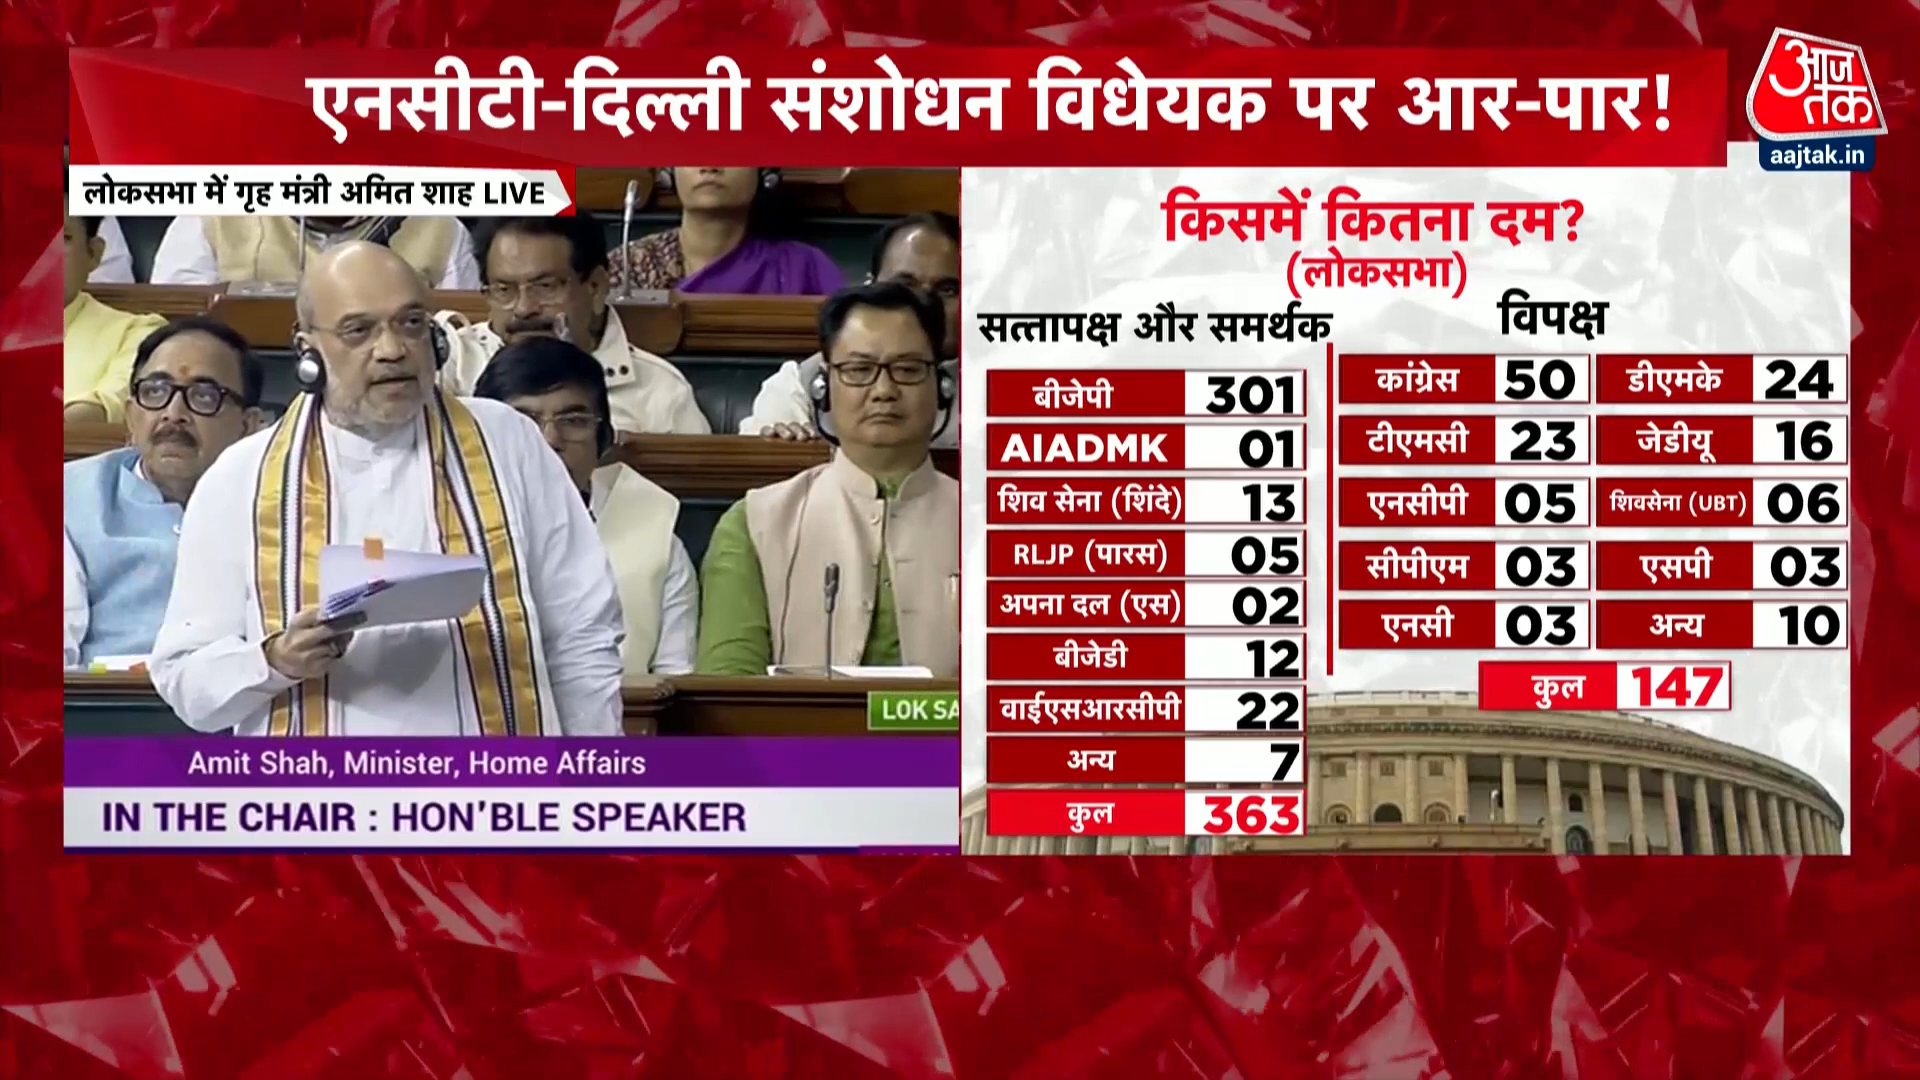 एनसीटी-दिल्ली संशोधन विधेयक पर आर-पार!
आज
तक
aajtak.in
लोकसभा में गृह मंत्री अमित शाह LIVE
किसमें कितना दम?
(लोकसभा)
सत्तापक्ष और समर्थक
बीजेपी 301
AIADMK 01
शिव सेना (शिंदे) 13
RLJP (पारस) 05
अपना दल (एस) 02
बीजेडी 12
वाईएसआरसीपी 22
अन्य 7
कुल 363
विपक्ष
कांग्रेस 50 डीएमके 24
टीएमसी 23 जेडीयू 16
एनसीपी 05 शिवसेना (UBT) 06
सीपीएम 03 एसपी 03
एनसी 03 अन्य 10
कुल 147
LOK SA
Amit Shah, Minister, Home Affairs
IN THE CHAIR : HON'BLE SPEAKER